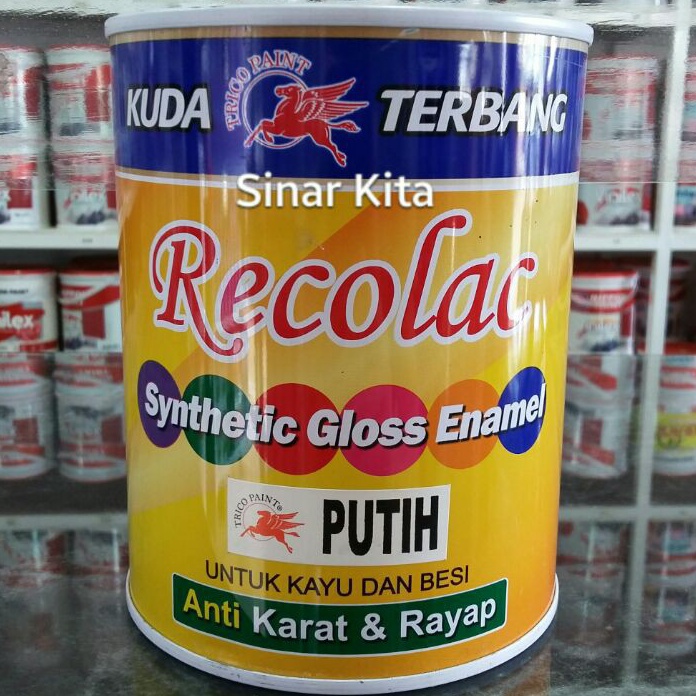 KUDA TRICO PAINT TERBANG
Sinar Kita
Recolac
Synthetic Gloss Enamel
TRICO PAINT® PUTIH
UNTUK KAYU DAN BESI
Anti Karat & Rayap